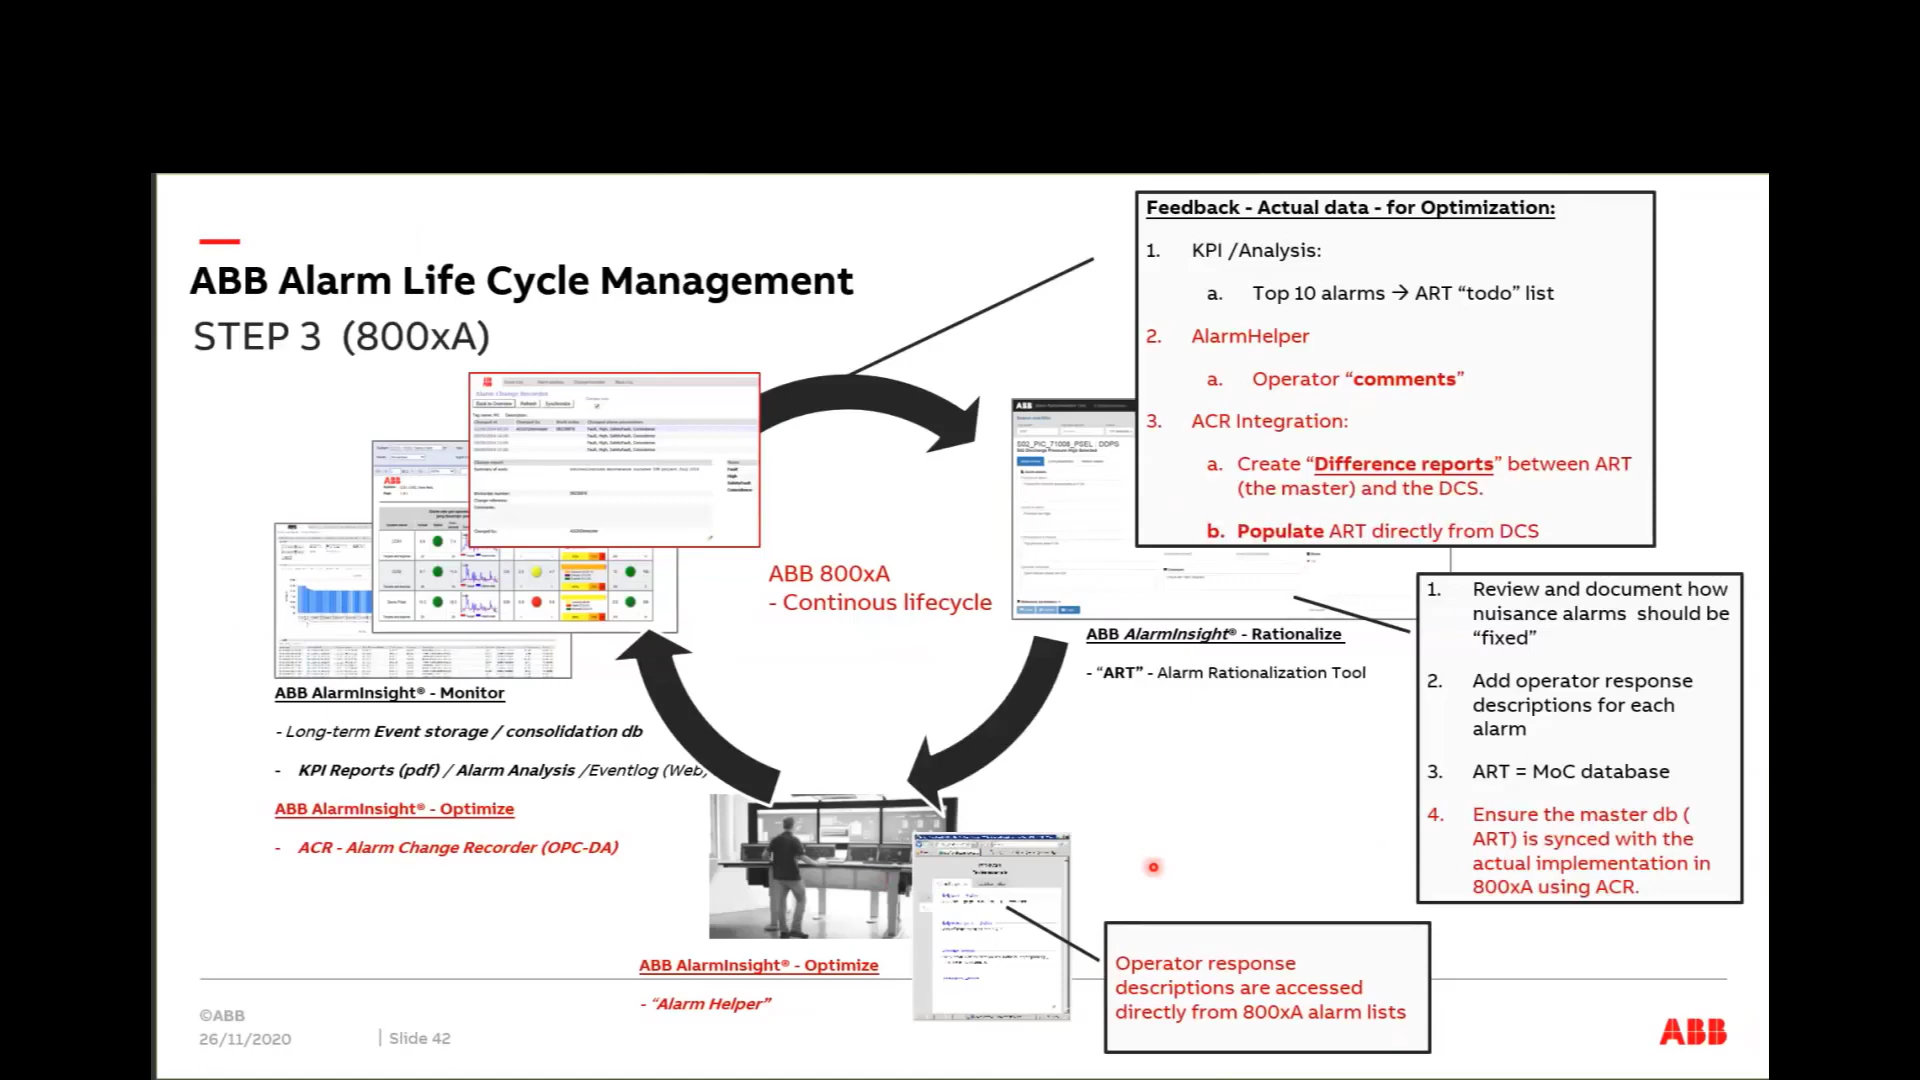 ABB Alarm Life Cycle Management
STEP 3 (800xA)
Feedback - Actual data - for Optimization:
1. KPI /Analysis:
a. Top 10 alarms → ART “todo” list
2. AlarmHelper
a. Operator “comments”
3. ACR Integration:
a. Create “Difference reports” between ART
(the master) and the DCS.
b. Populate ART directly from DCS
Alarm Change Recorder
ABB
S02_PIC_71008_PSEL : DDPS
ABB
ABB 800xA
- Continous lifecycle
ABB AlarmInsight® - Rationalize
- “ART” - Alarm Rationalization Tool
1. Review and document how
nuisance alarms should be
“fixed”
2. Add operator response
descriptions for each
alarm
3. ART = MoC database
4. Ensure the master db (
ART) is synced with the
actual implementation in
800xA using ACR.
ABB AlarmInsight® - Monitor
- Long-term Event storage / consolidation db
- KPI Reports (pdf) / Alarm Analysis /Eventlog (Web)
ABB AlarmInsight® - Optimize
- ACR - Alarm Change Recorder (OPC-DA)
ABB AlarmInsight® - Optimize
- “Alarm Helper”
Operator response
descriptions are accessed
directly from 800xA alarm lists
©ABB
26/11/2020
Slide 42
ABB